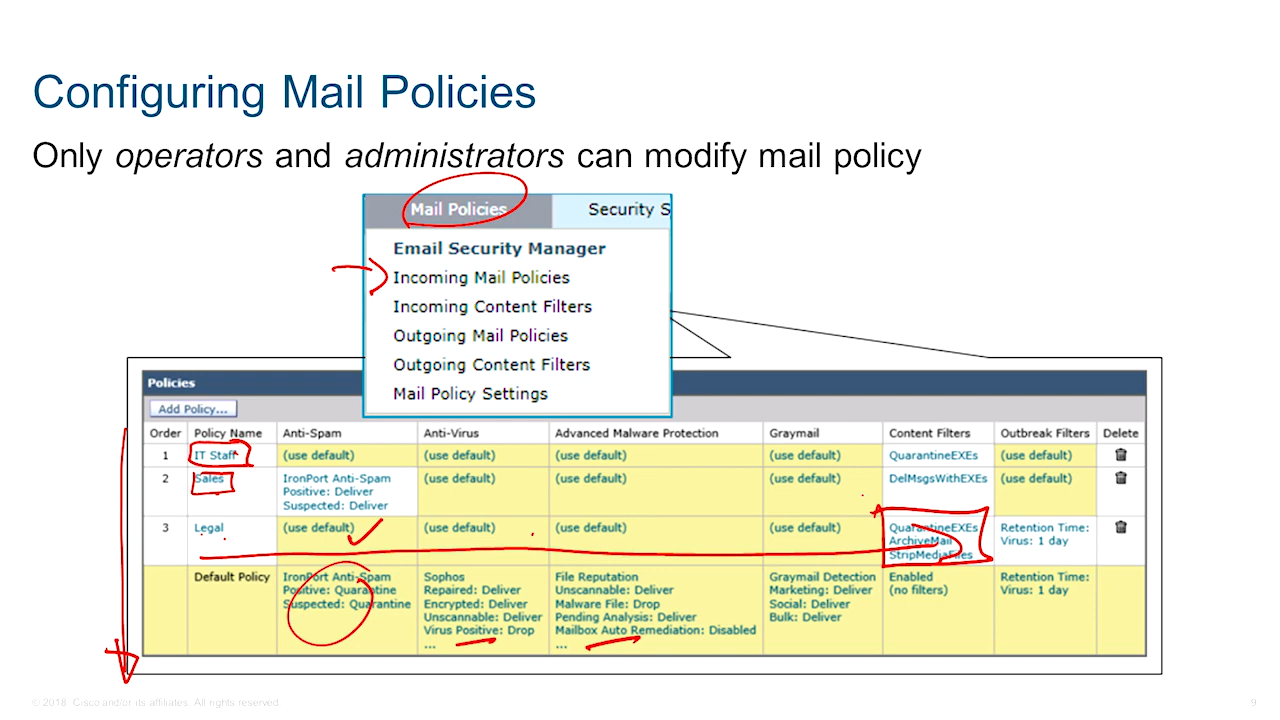 Configuring Mail Policies
Only operators and administrators can modify mail policy
Mail Policies Security S
Email Security Manager
Incoming Mail Policies
Incoming Content Filters
Outgoing Mail Policies
Outgoing Content Filters
Mail Policy Settings
Policies
Add Policy...
Order Policy Name Anti-Spam Anti-Virus Advanced Malware Protection Graymail Content Filters Outbreak Filters Delete
1 IT Staff (use default) (use default) (use default) (use default) QuarantineEXEs (use default)
2 Sales IronPort Anti-Spam (use default) (use default) (use default) DelMsgsWithEXEs (use default)
Positive: Deliver
Suspected: Deliver
3 Legal (use default) (use default) (use default) (use default) QuarantineEXEs Retention Time:
ArchiveMail Virus: 1 day
StripMediaFiles
Default Policy IronPort Anti-Spam Sophos File Reputation Graymail Detection Enabled Retention Time:
Positive: Quarantine Repaired: Deliver Unscannable: Deliver Marketing: Deliver (no filters) Virus: 1 day
Suspected: Quarantine Encrypted: Deliver Malware File: Drop Social: Deliver
Unscannable: Deliver Pending Analysis: Deliver Bulk: Deliver
Virus Positive: Drop Mailbox Auto Remediation: Disabled
... ...
© 2018 Cisco and/or its affiliates. All rights reserved 9